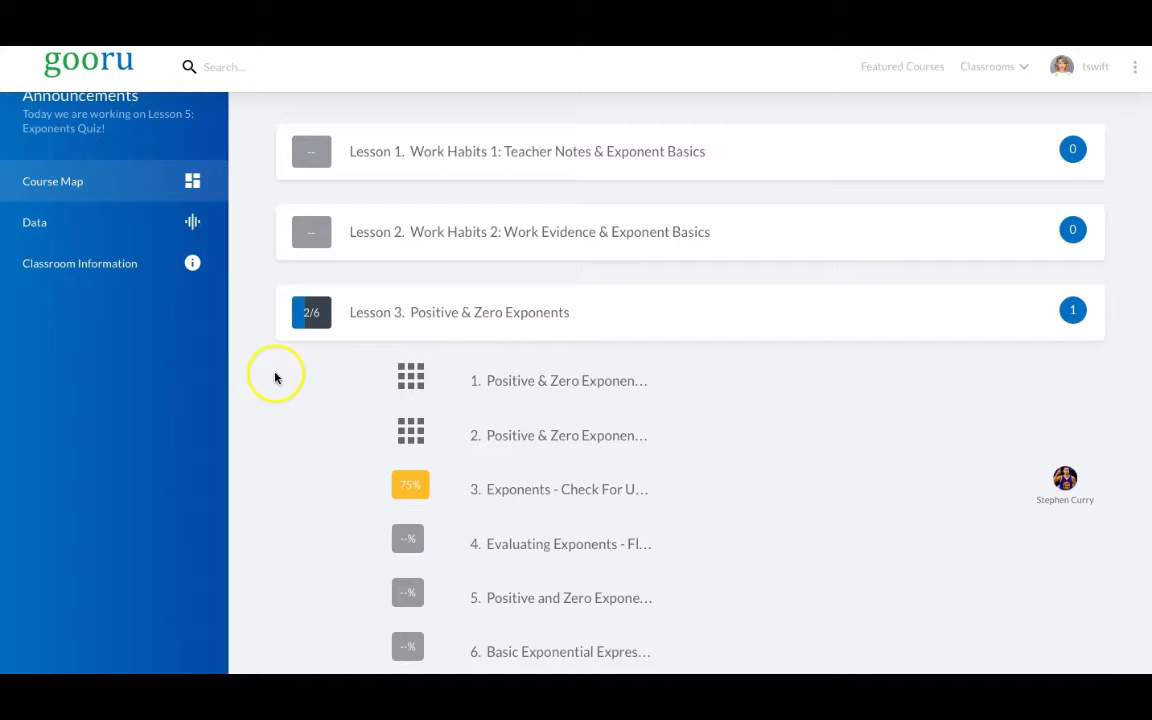 gooru
Search...
Featured Courses
Classrooms
tswift
Announcements
Today we are working on Lesson 5:
Exponents Quiz!
Course Map
Data
Classroom Information
--
Lesson 1. Work Habits 1: Teacher Notes & Exponent Basics
0
--
Lesson 2. Work Habits 2: Work Evidence & Exponent Basics
0
2/6
Lesson 3. Positive & Zero Exponents
1
1. Positive & Zero Exponen...
2. Positive & Zero Exponen...
75%
3. Exponents - Check For U...
Stephen Curry
--%
4. Evaluating Exponents - Fl...
--%
5. Positive and Zero Expone...
--%
6. Basic Exponential Expres...